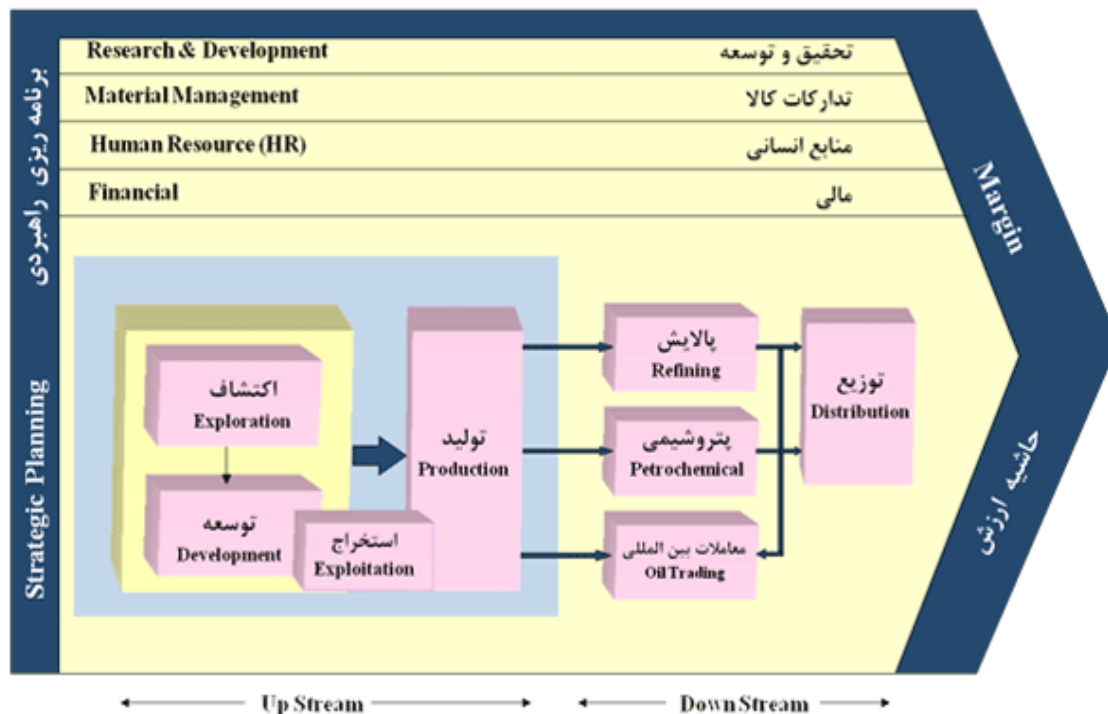 Research & Development
تحقیق و توسعه
Material Management
تدارکات کالا
Human Resource (HR)
منابع انسانی
Financial
مالی
برنامه ریزی راهبردی
Strategic Planning
Margin
حاشیه ارزش
اکتشاف
Exploration
توسعه
Development
استخراج
Exploitation
تولید
Production
پالایش
Refining
پتروشیمی
Petrochemical
معاملات بین المللی
Oil Trading
توزیع
Distribution
Up Stream
Down Stream